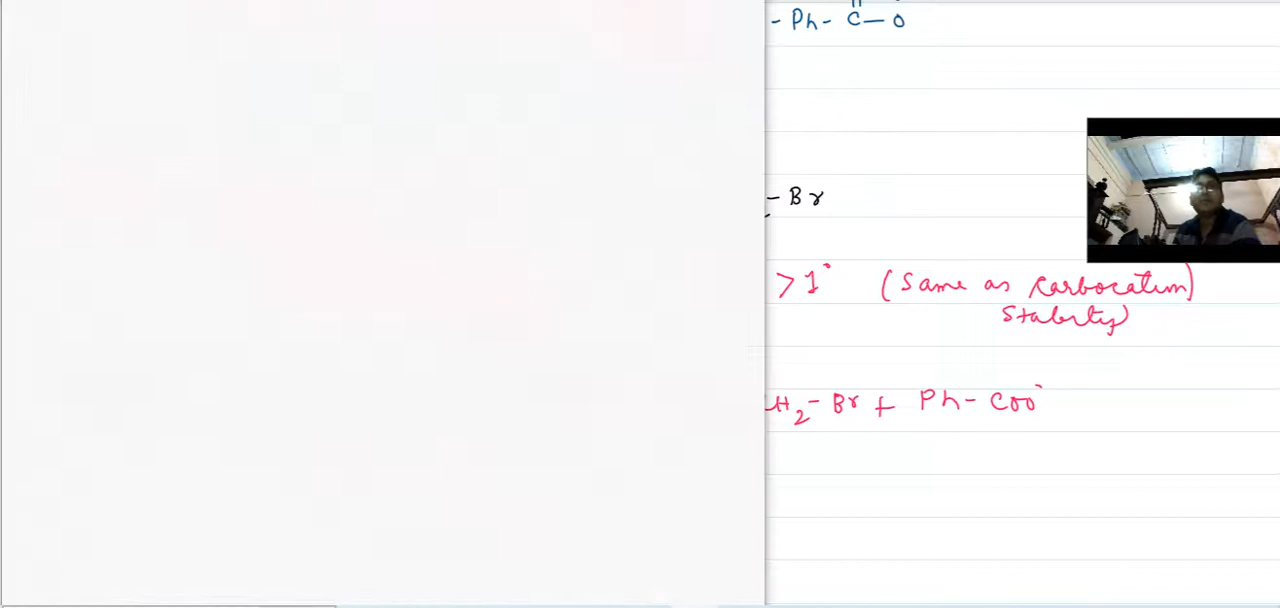 - Ph - C — O
- Br
> 1° (Same as Carbocation)
Stability)
H2 - Br + Ph - COO°